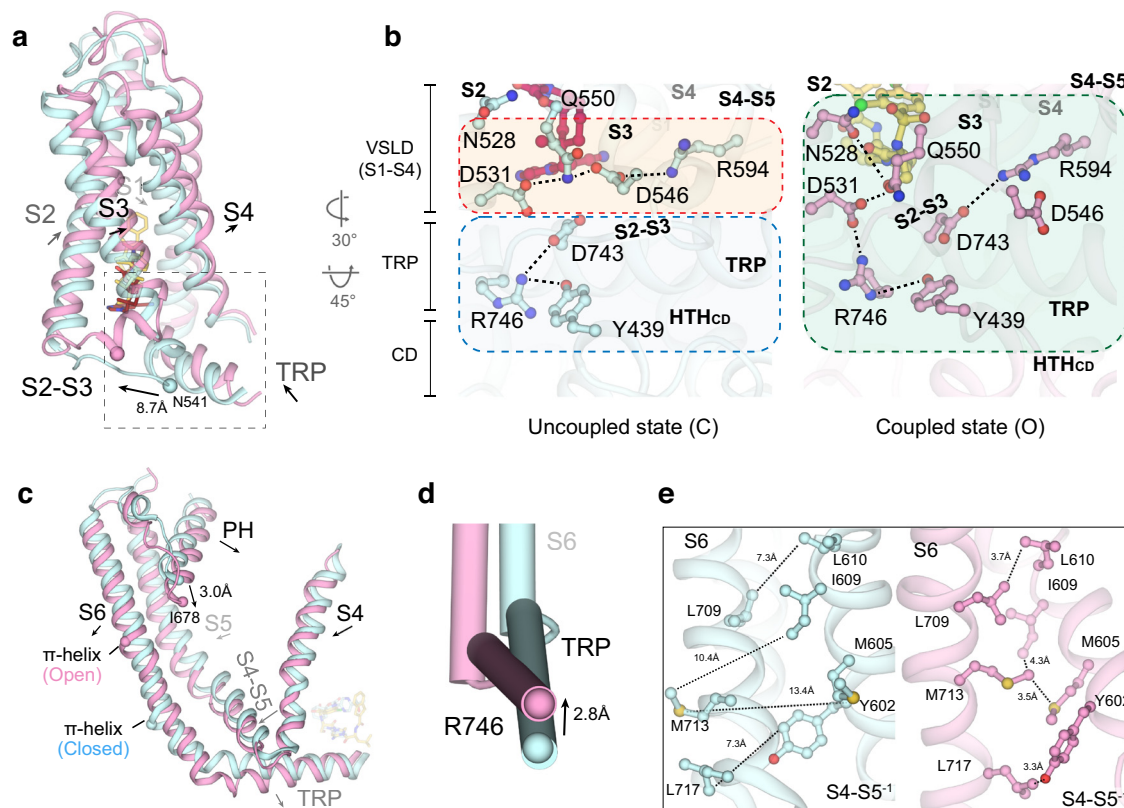 a
S1
S2
S3
S4
S2-S3
8.7Å
N541
TRP
30°
45°
b
VSLD
(S1-S4)
TRP
CD
S2
Q550
S4
S4-S5
N528
S3
D531
R594
D546
S2-S3
D743
TRP
R746
HTHCD
Y439
Uncoupled state (C)
S2
S4-S5
S4
S3
N528
Q550
R594
D531
S2-S3
D546
D743
R746
Y439
TRP
HTHCD
Coupled state (O)
c
PH
3.0Å
I678
S6
S5
S4
π-helix
(Open)
S4-S5
π-helix
(Closed)
TRP
d
S6
TRP
R746
2.8Å
e
S6
7.3Å
L610
I609
L709
10.4Å
M605
13.4Å
M713
Y602
7.3Å
L717
S4-S5⁻¹
S6
3.7Å
L610
I609
L709
M605
4.3Å
M713
3.5Å
Y602
L717
3.3Å
S4-S5⁻¹